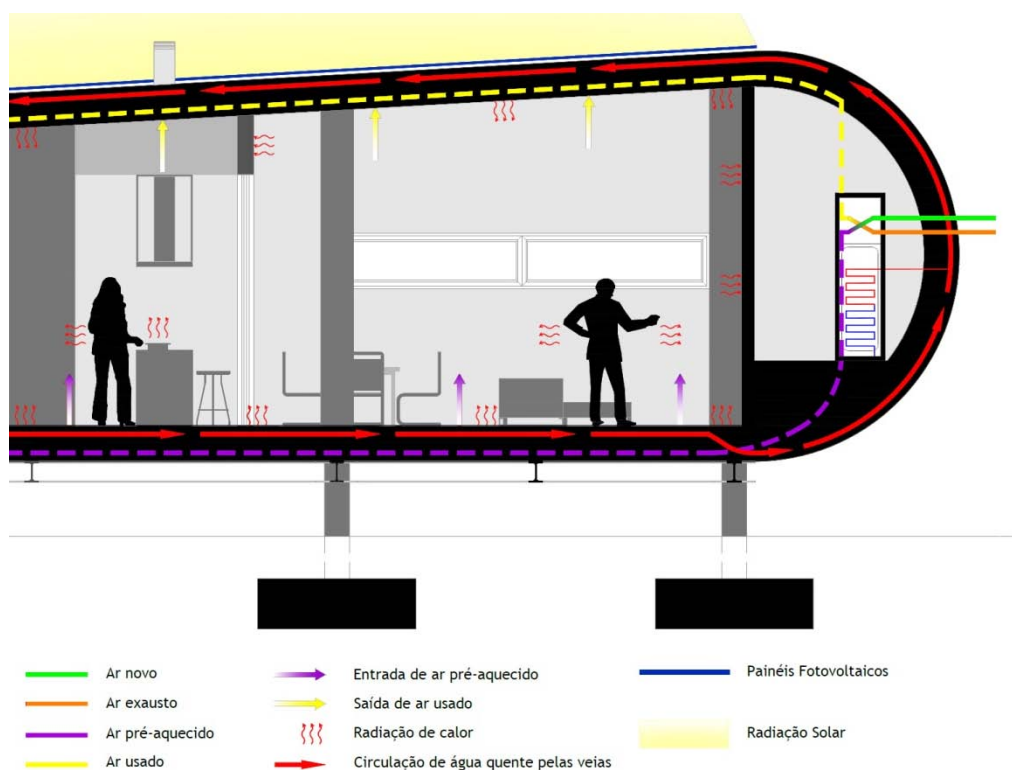 Ar novo
Ar exausto
Ar pré-aquecido
Ar usado
Entrada de ar pré-aquecido
Saída de ar usado
Radiação de calor
Circulação de água quente pelas veias
Painéis Fotovoltaicos
Radiação Solar